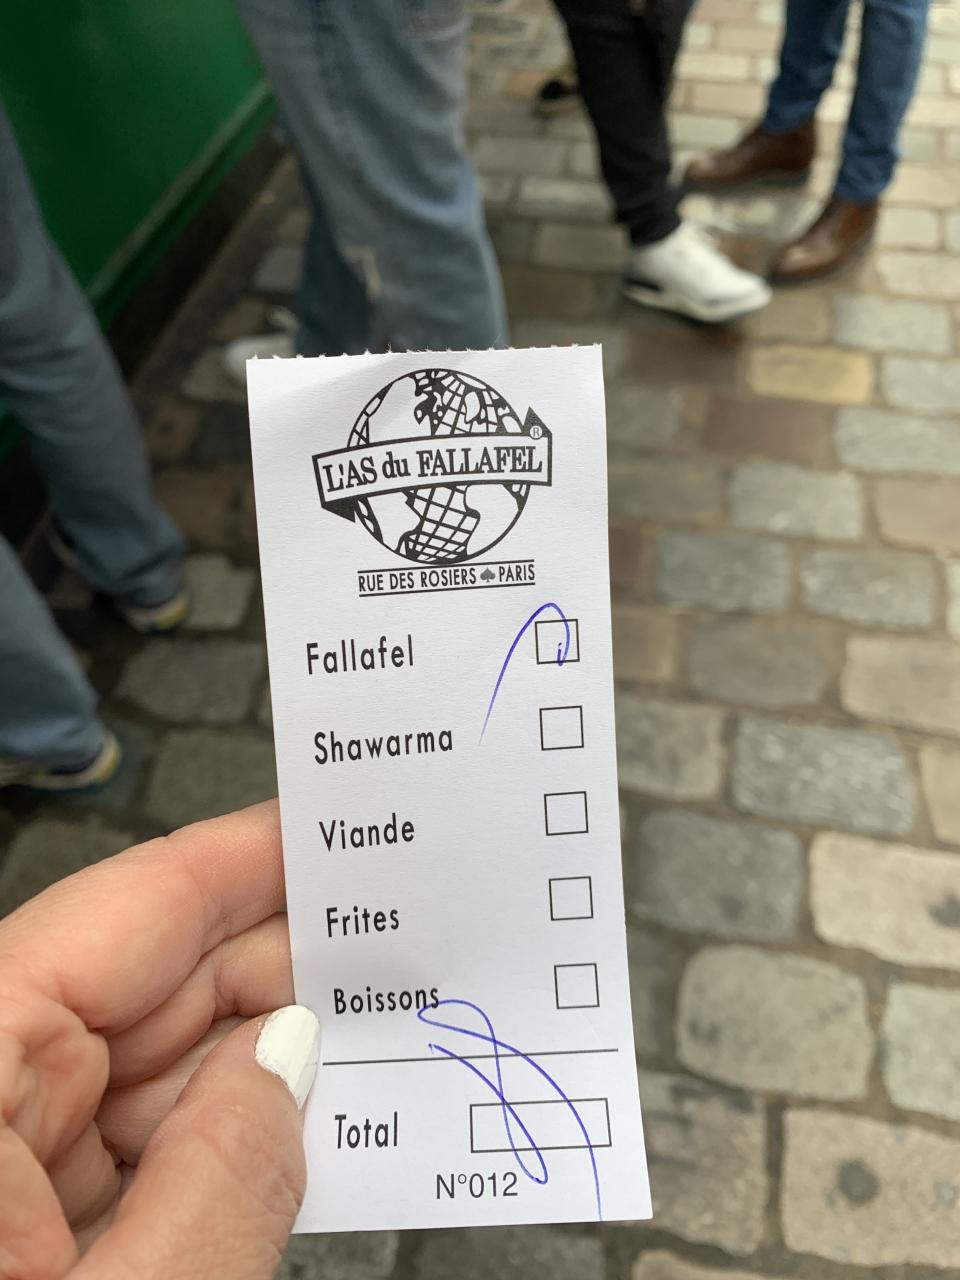 L'AS du FALLAFEL ®
RUE DES ROSIERS ♠ PARIS
Fallafel
Shawarma
Viande
Frites
Boissons
Total
N°012